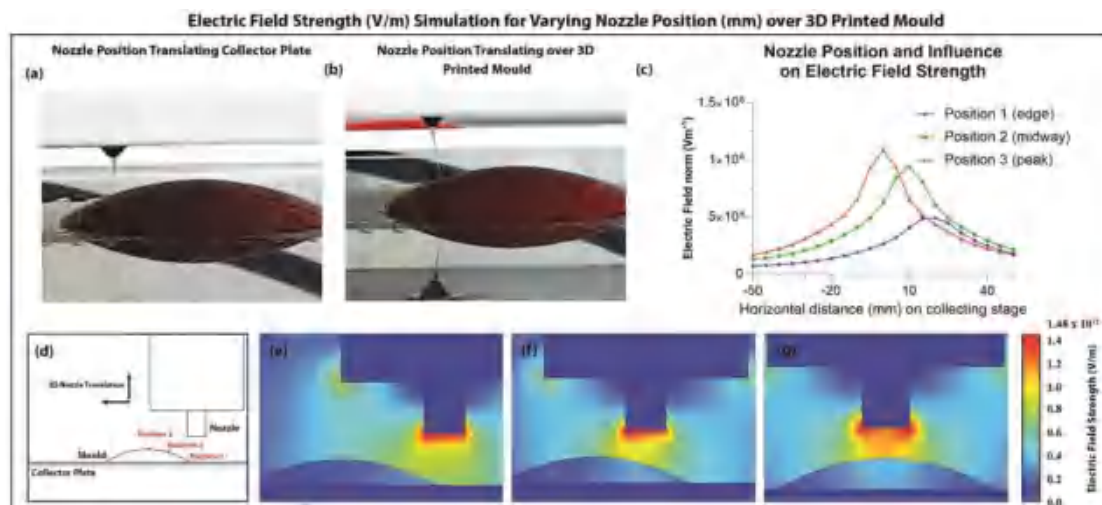 Electric Field Strength (V/m) Simulation for Varying Nozzle Position (mm) over 3D Printed Mould
Nozzle Position Translating Collector Plate
(a)
Nozzle Position Translating over 3D
Printed Mould
(b)
(c)
Nozzle Position and Influence
on Electric Field Strength
Electric Field norm (Vm⁻¹)
Position 1 (edge)
Position 2 (midway)
Position 3 (peak)
0
-50
-20
10
40
Horizontal distance (mm) on collecting stage
(d)
3D Nozzle Translation
Nozzle
Mould
Collector Plate
(e)
(f)
(g)
1.4
1.2
1.0
0.8
0.6
0.4
0.2
0.0
Electric Field Strength (V/m)